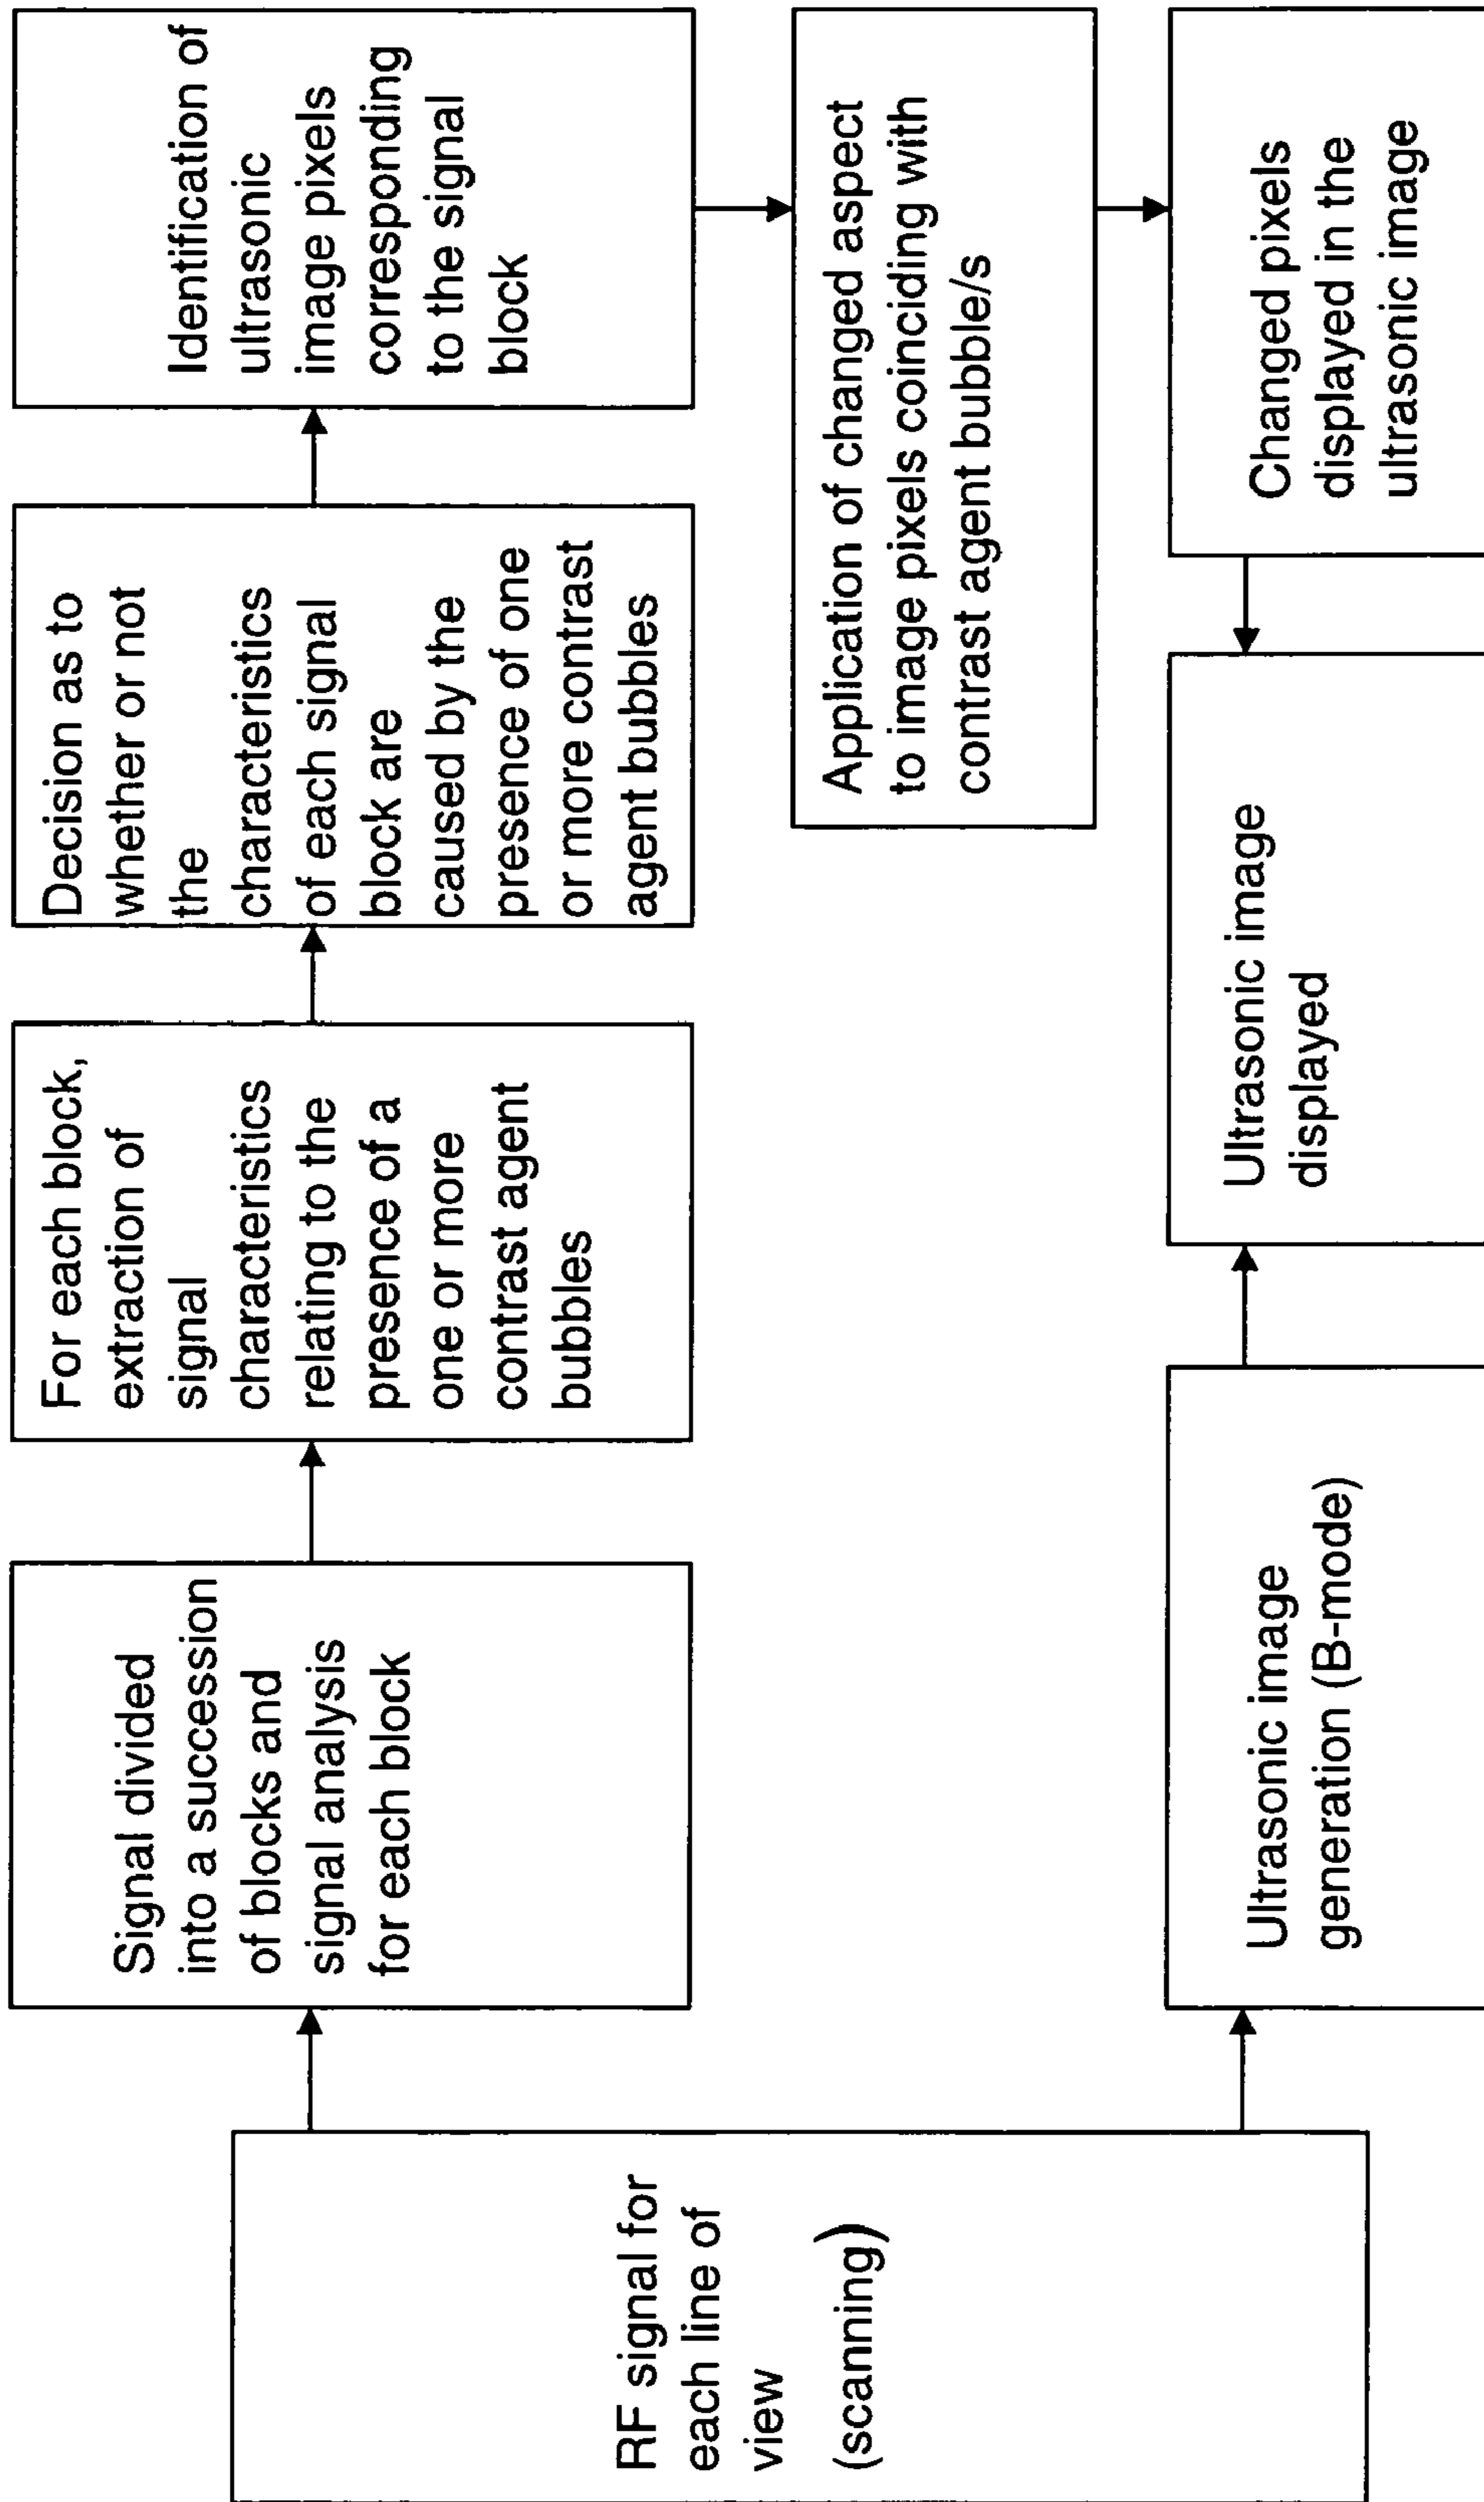 RF signal for
each line of
view
(scanning)
Signal divided
into a succession
of blocks and
signal analysis
for each block
For each block,
extraction of
signal
characteristics
relating to the
presence of a
one or more
contrast agent
bubbles
Decision as to
whether or not
the
characteristics
of each signal
block are
caused by the
presence of one
or more contrast
agent bubbles
Identification of
ultrasonic
image pixels
corresponding
to the signal
block
Application of changed aspect
to image pixels coinciding with
contrast agent bubble/s
Ultrasonic image
generation (B-mode)
Ultrasonic image
displayed
Changed pixels
displayed in the
ultrasonic image